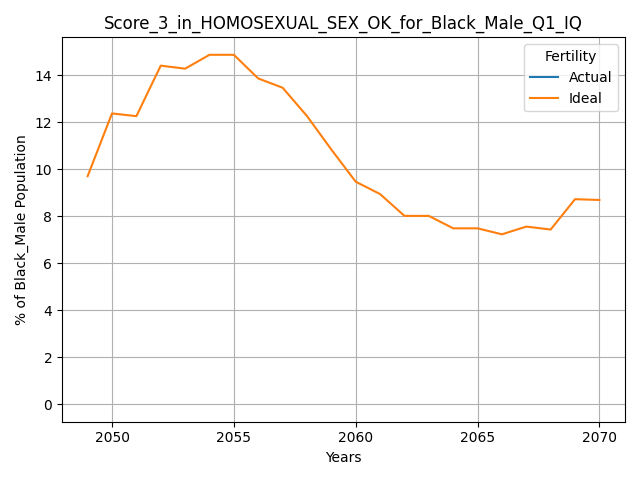 Score_3_in_HOMOSEXUAL_SEX_OK_for_Black_Male_Q1_IQ
Fertility
Actual
Ideal
% of Black_Male Population
14
12
10
8
6
4
2
0
2050 2055 2060 2065 2070
Years